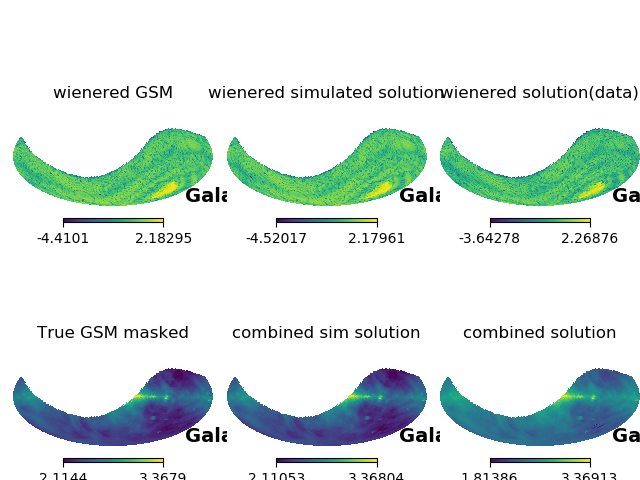 wienered GSM
wienered simulated solution
wienered solution(data)
Gala
Gala
Ga
-4.4101 2.18295
-4.52017 2.17961
-3.64278 2.26876
True GSM masked
combined sim solution
combined solution
Gala
Gala
Ga
2.1144 3.3679
2.11053 3.36804
1.81386 3.36913